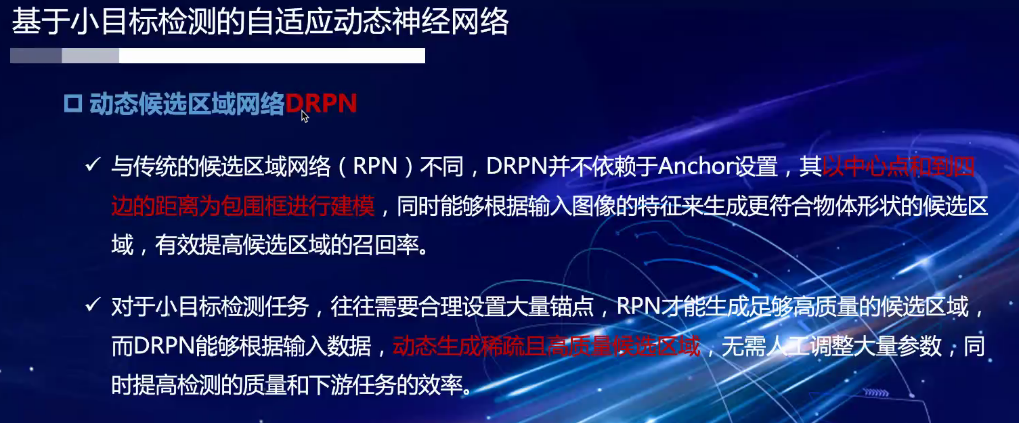 基于小目标检测的自适应动态神经网络
动态候选区域网络DRPN
与传统的候选区域网络（RPN）不同，DRPN并不依赖于Anchor设置，其以中心点和到四
边的距离为包围框进行建模，同时能够根据输入图像的特征来生成更符合物体形状的候选区
域，有效提高候选区域的召回率。
对于小目标检测任务，往往需要合理设置大量锚点，RPN才能生成足够高质量的候选区域，
而DRPN能够根据输入数据，动态生成稀疏且高质量候选区域，无需人工调整大量参数，同
时提高检测的质量和下游任务的效率。